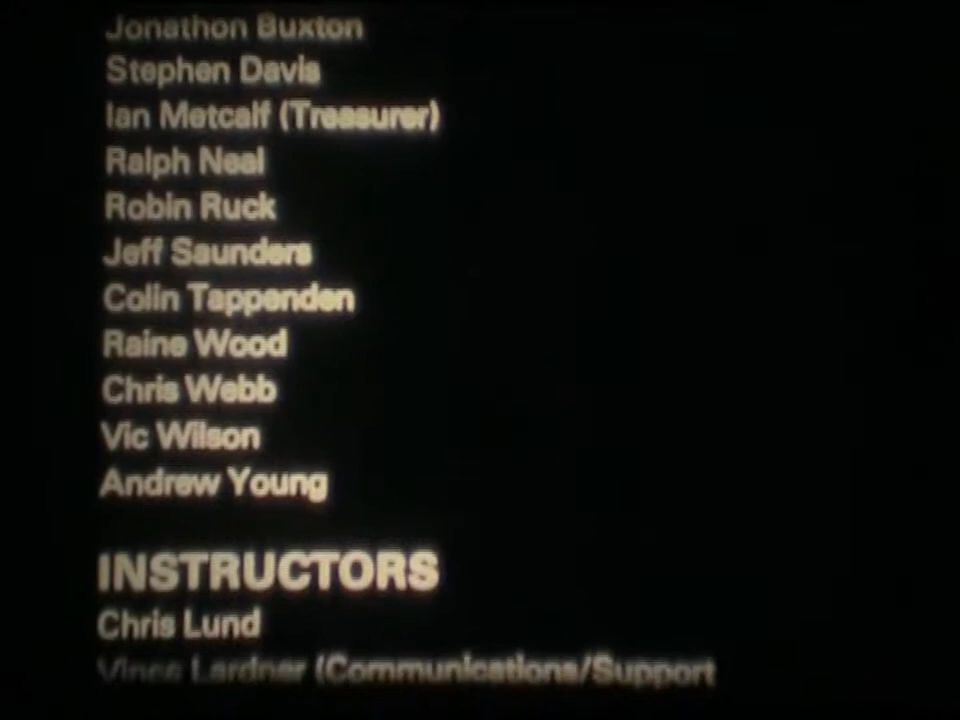 Jonathon Buxton
Stephen Davis
Ian Metcalf (Treasurer)
Ralph Neal
Robin Ruck
Jeff Saunders
Colin Tappenden
Raine Wood
Chris Webb
Vic Wilson
Andrew Young
INSTRUCTORS
Chris Lund
Vince Lardner (Communications/Support